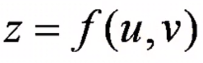 z = f(u,v)